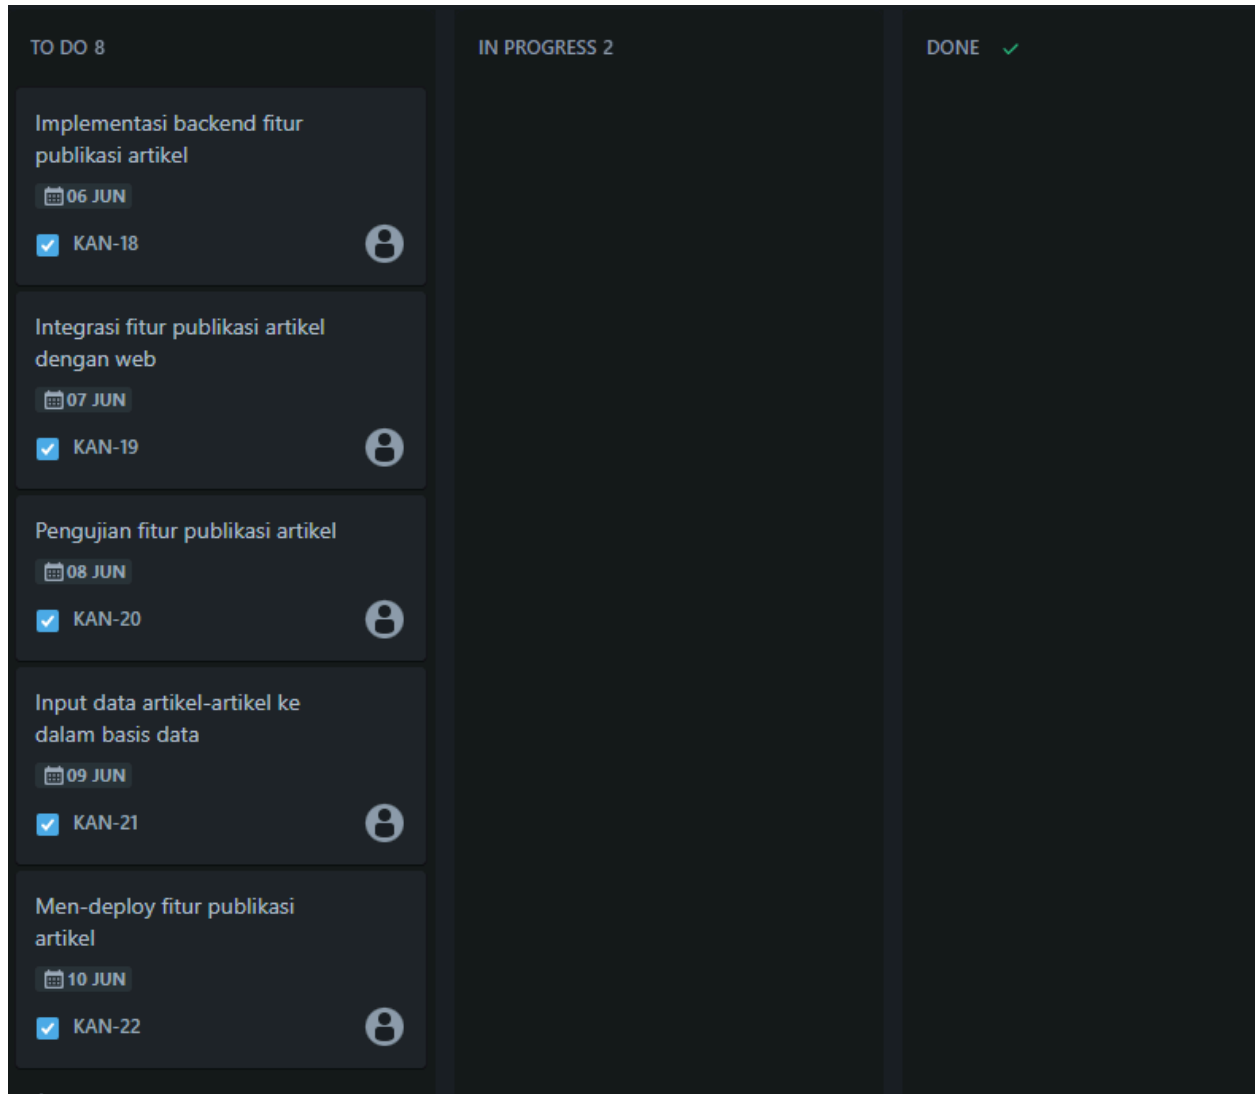 TO DO 8
IN PROGRESS 2
DONE
Implementasi backend fitur
publikasi artikel
06 JUN
KAN-18
Integrasi fitur publikasi artikel
dengan web
07 JUN
KAN-19
Pengujian fitur publikasi artikel
08 JUN
KAN-20
Input data artikel-artikel ke
dalam basis data
09 JUN
KAN-21
Men-deploy fitur publikasi
artikel
10 JUN
KAN-22